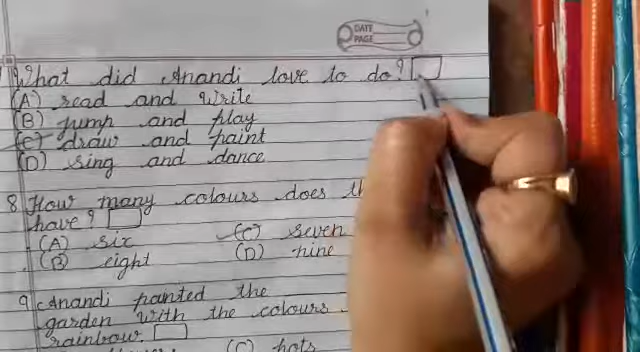 DATE
PAGE
What did Anandi love to do?
(A) read and write
(B) jump and play
(C) draw and paint
(D) sing and dance
8 How many colours does th
have?
(A) six (C) seven
(B) eight (D) nine
9 Anandi painted the
garden with the colours
rainbow.
(C) pots